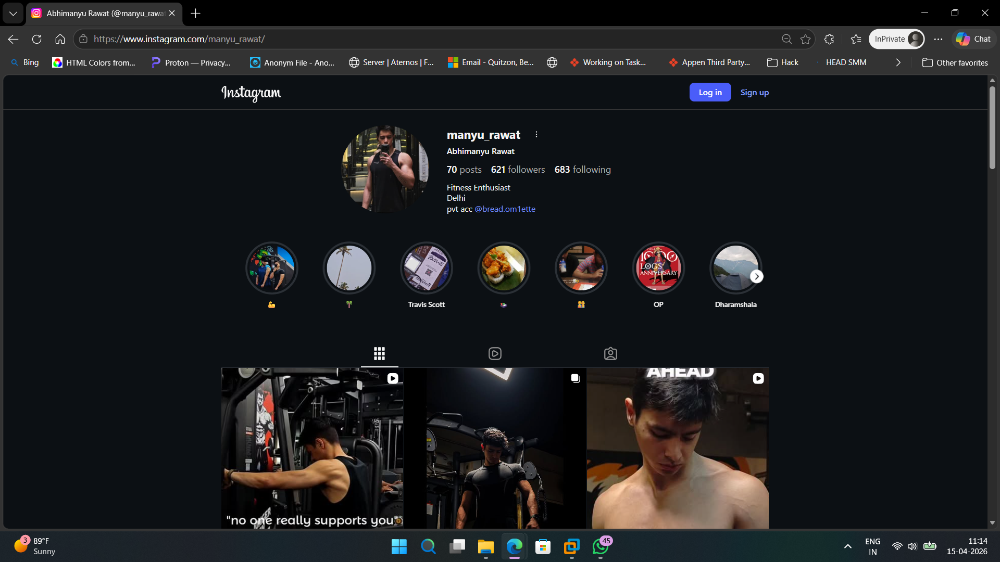 Abhimanyu Rawat (@manyu_rawat
https://www.instagram.com/manyu_rawat/
InPrivate
Chat
Bing
HTML Colors from...
Proton — Privacy...
Anonym File - Ano...
Server | Aternos | F...
Email - Quitzon, Be...
Working on Task...
Appen Third Party...
Hack
HEAD SMM
Other favorites
Instagram
Log in
Sign up
manyu_rawat
Abhimanyu Rawat
70 posts 621 followers 683 following
Fitness Enthusiast
Delhi
pvt acc @bread.om1ette
LOGS
ANNIVERSARY
Travis Scott
OP
Dharamshala
AHEAD
"no one really supports you"
3
89°F
Sunny
45
ENG
IN
11:14
15-04-2026